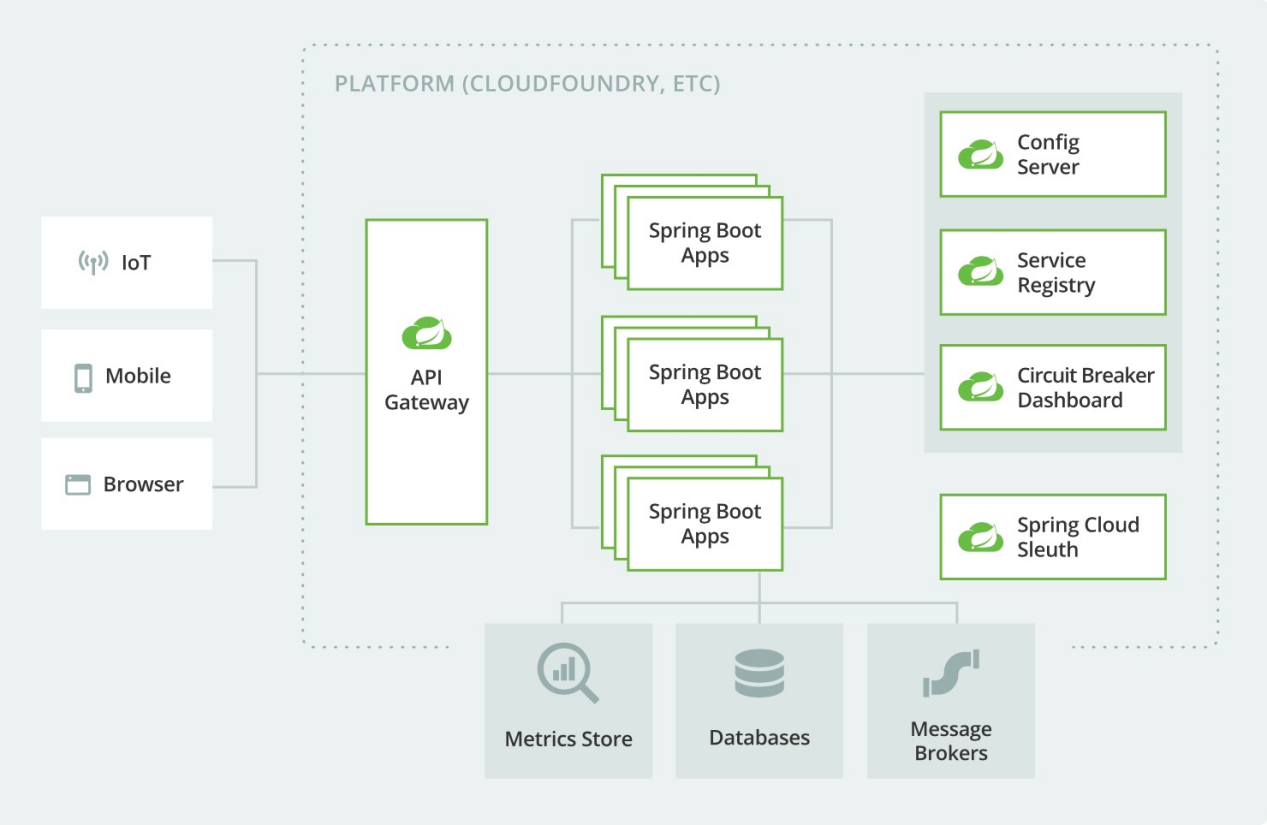 PLATFORM (CLOUDFOUNDRY, ETC)
IoT
Mobile
Browser
API
Gateway
Spring Boot
Apps
Spring Boot
Apps
Spring Boot
Apps
Config
Server
Service
Registry
Circuit Breaker
Dashboard
Spring Cloud
Sleuth
Metrics Store
Databases
Message
Brokers